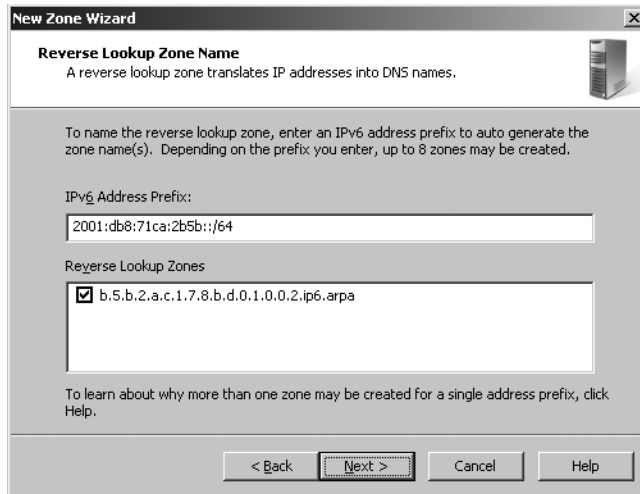 New Zone Wizard
Reverse Lookup Zone Name
A reverse lookup zone translates IP addresses into DNS names.
To name the reverse lookup zone, enter an IPv6 address prefix to auto generate the
zone name(s). Depending on the prefix you enter, up to 8 zones may be created.
IPv6 Address Prefix:
2001:db8:71ca:2b5b::/64
Reverse Lookup Zones
b.5.b.2.a.c.1.7.8.b.d.0.1.0.0.2.ip6.arpa
To learn about why more than one zone may be created for a single address prefix, click
Help.
< Back Next > Cancel Help